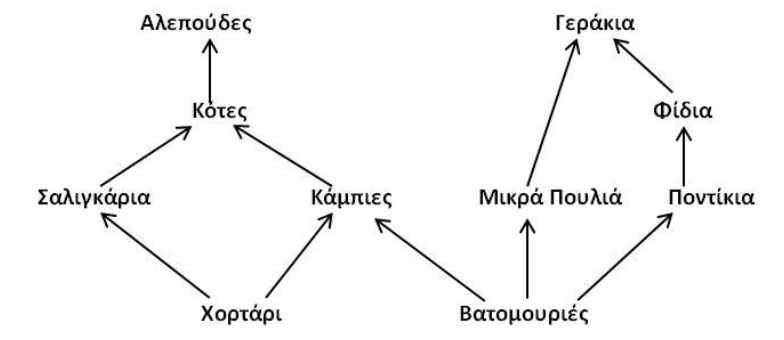 Αλεπούδες
Γεράκια
Κότες
Φίδια
Σαλιγκάρια
Κάμπιες
Μικρά Πουλιά
Ποντίκια
Χορτάρι
Βατομουριές